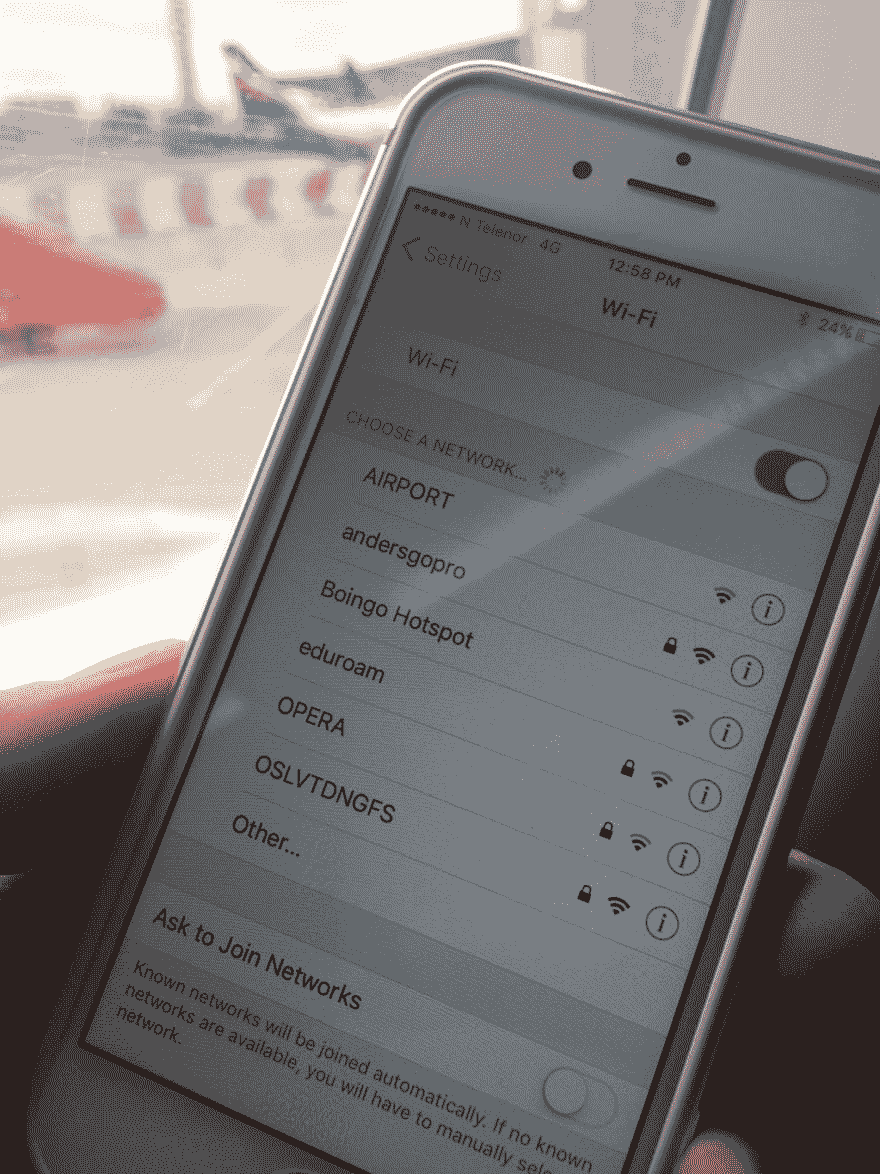 N Telenor 4G 12:58 PM 24%
Settings
Wi-Fi
Wi-Fi
CHOOSE A NETWORK...
AIRPORT
andersgopro
Boingo Hotspot
eduroam
OPERA
OSLVTDNGFS
Other...
Ask to Join Networks
Known networks will be joined automatically. If no known
networks are available, you will have to manually sele
network.